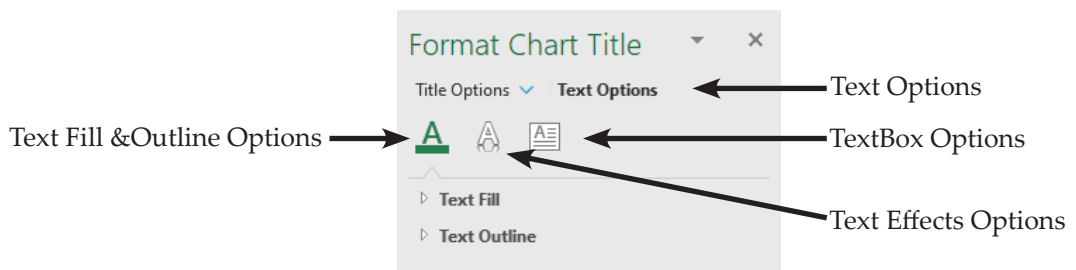 Format Chart Title
Title Options Text Options
Text Options
Text Fill &Outline Options
A A A
TextBox Options
Text Fill
Text Effects Options
Text Outline